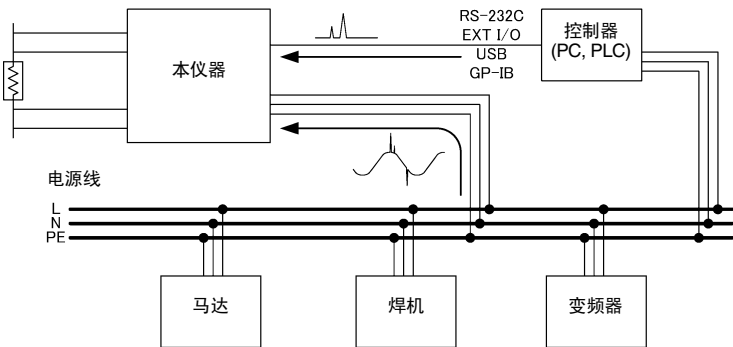 RS-232C
EXT I/O
USB
GP-IB
控制器
(PC, PLC)
本仪器
电源线
L
N
PE
马达
焊机
变频器